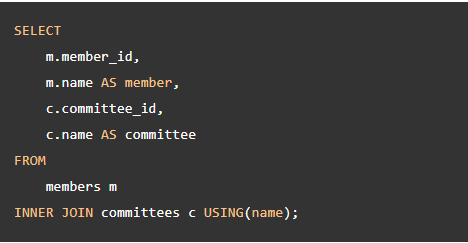 SELECT
    m.member_id,
    m.name AS member,
    c.committee_id,
    c.name AS committee
FROM
    members m
INNER JOIN committees c USING(name);